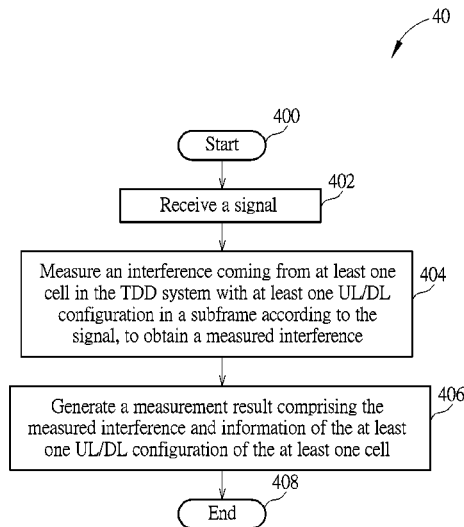 40
400
Start
402
Receive a signal
Measure an interference coming from at least one
cell in the TDD system with at least one UL/DL
configuration in a subframe according to the
signal, to obtain a measured interference
404
Generate a measurement result comprising the
measured interference and information of the at least
one UL/DL configuration of the at least one cell
406
408
End